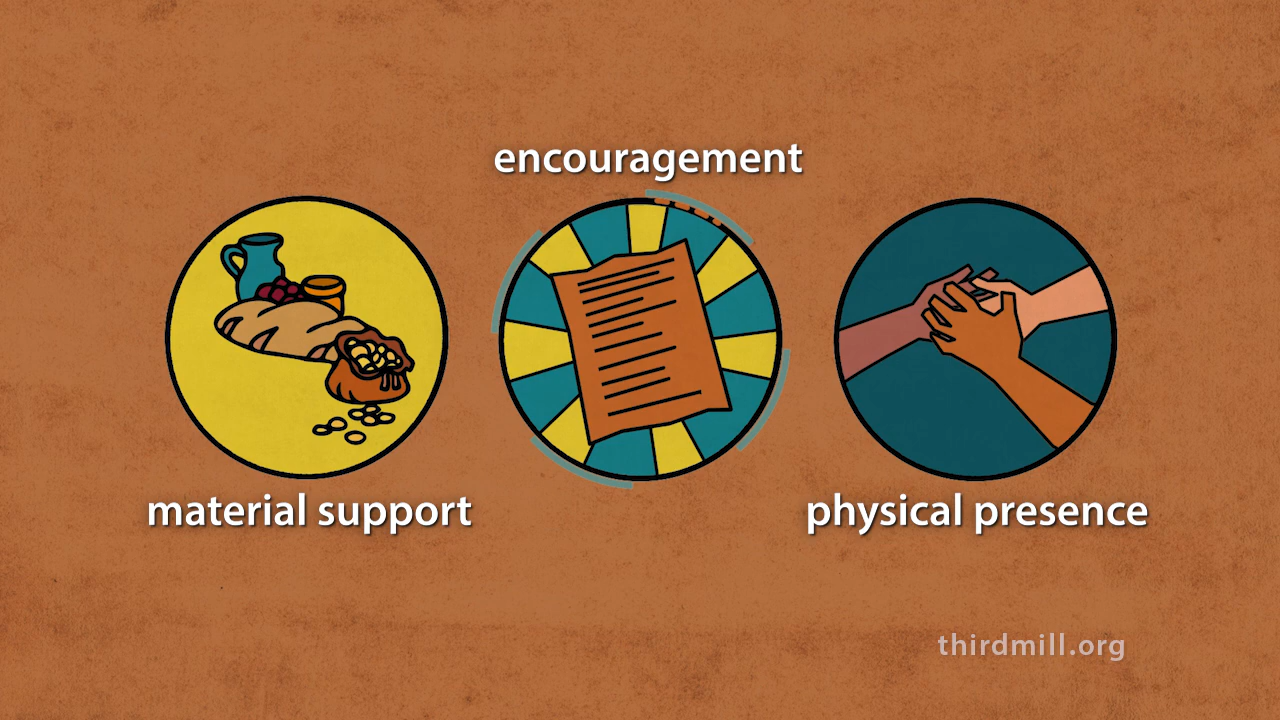 encouragement
material support
physical presence
thirdmill.org